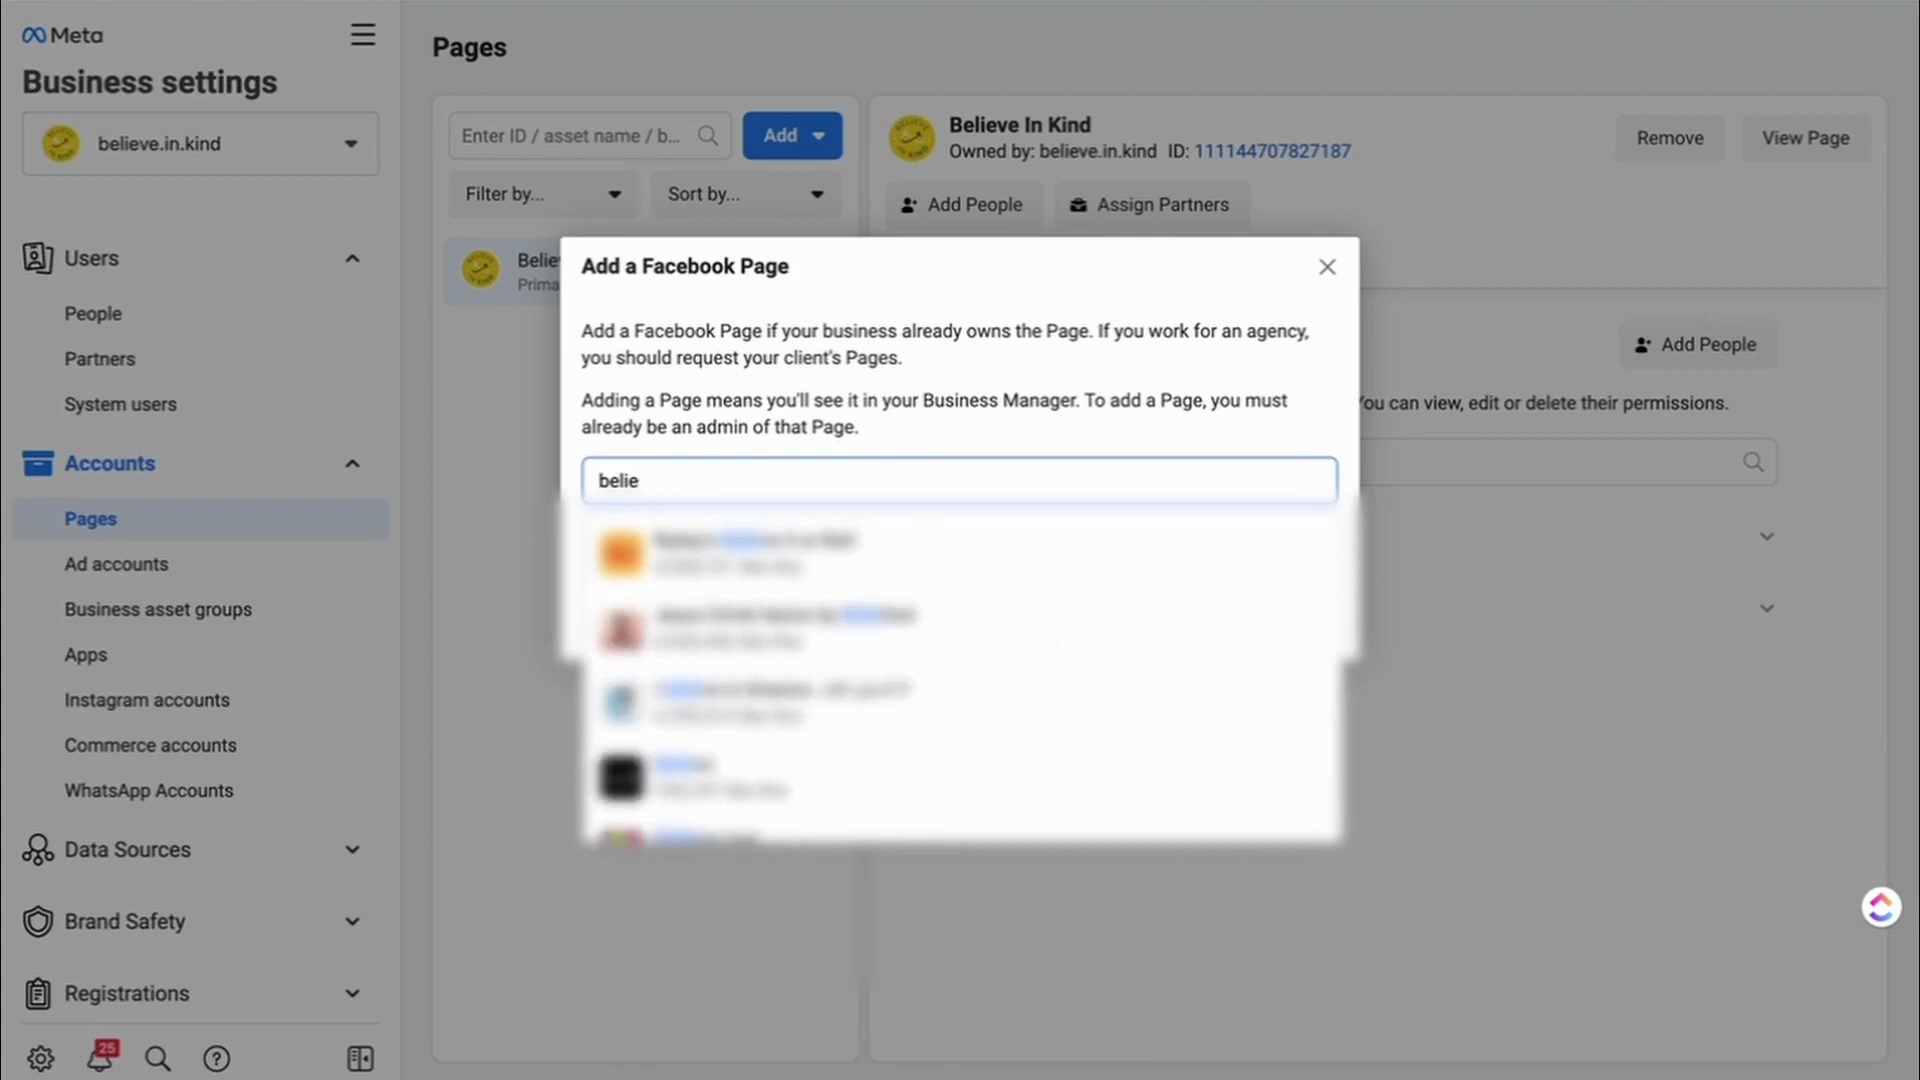 Meta
Business settings
believe.in.kind
Users
People
Partners
System users
Accounts
Pages
Ad accounts
Business asset groups
Apps
Instagram accounts
Commerce accounts
WhatsApp Accounts
Data Sources
Brand Safety
Registrations
25
Pages
Enter ID / asset name / b...
Add
Filter by...
Sort by...
Believe In Kind
Owned by: believe.in.kind ID: 111144707827187
Remove
View Page
Add People
Assign Partners
Add People
ou can view, edit or delete their permissions.
Add a Facebook Page
Add a Facebook Page if your business already owns the Page. If you work for an agency,
you should request your client's Pages.
Adding a Page means you'll see it in your Business Manager. To add a Page, you must
already be an admin of that Page.
belie